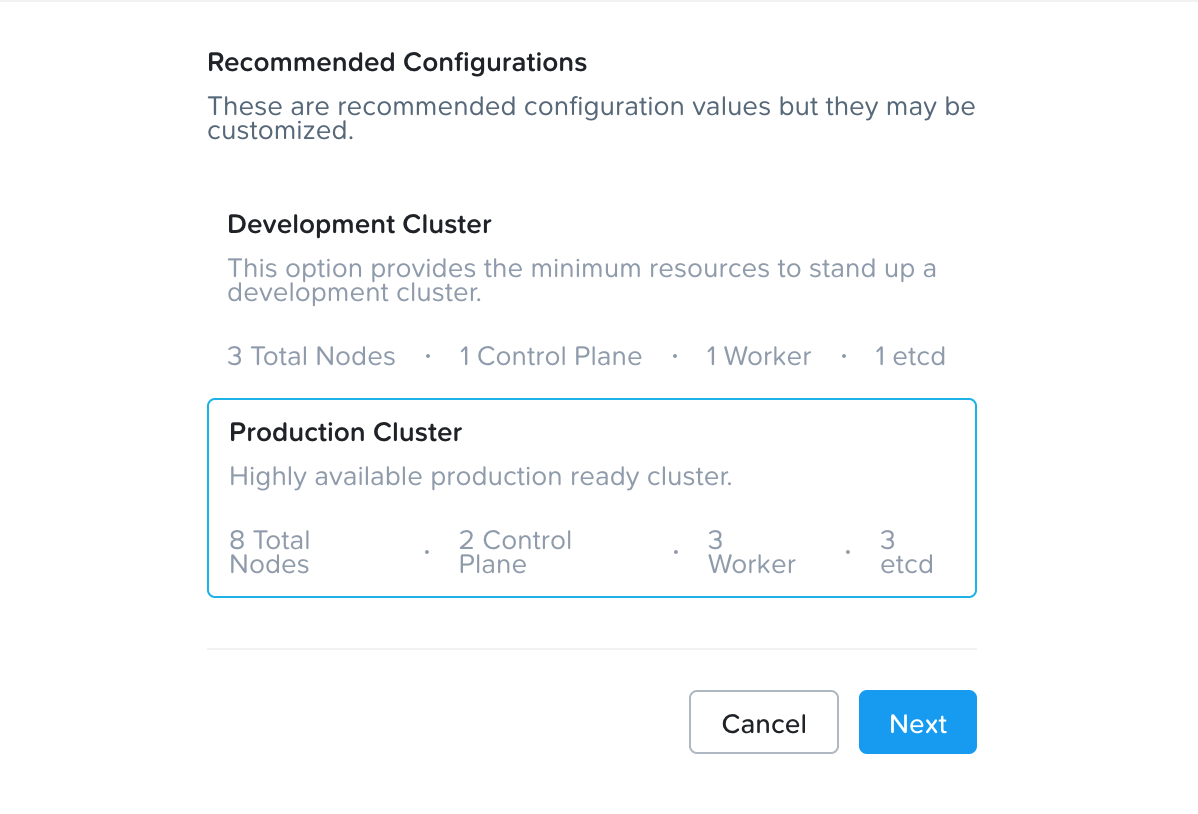 Recommended Configurations
These are recommended configuration values but they may be
customized.
Development Cluster
This option provides the minimum resources to stand up a
development cluster.
3 Total Nodes · 1 Control Plane · 1 Worker · 1 etcd
Production Cluster
Highly available production ready cluster.
8 Total Nodes · 2 Control Plane · 3 Worker · 3 etcd
Cancel Next